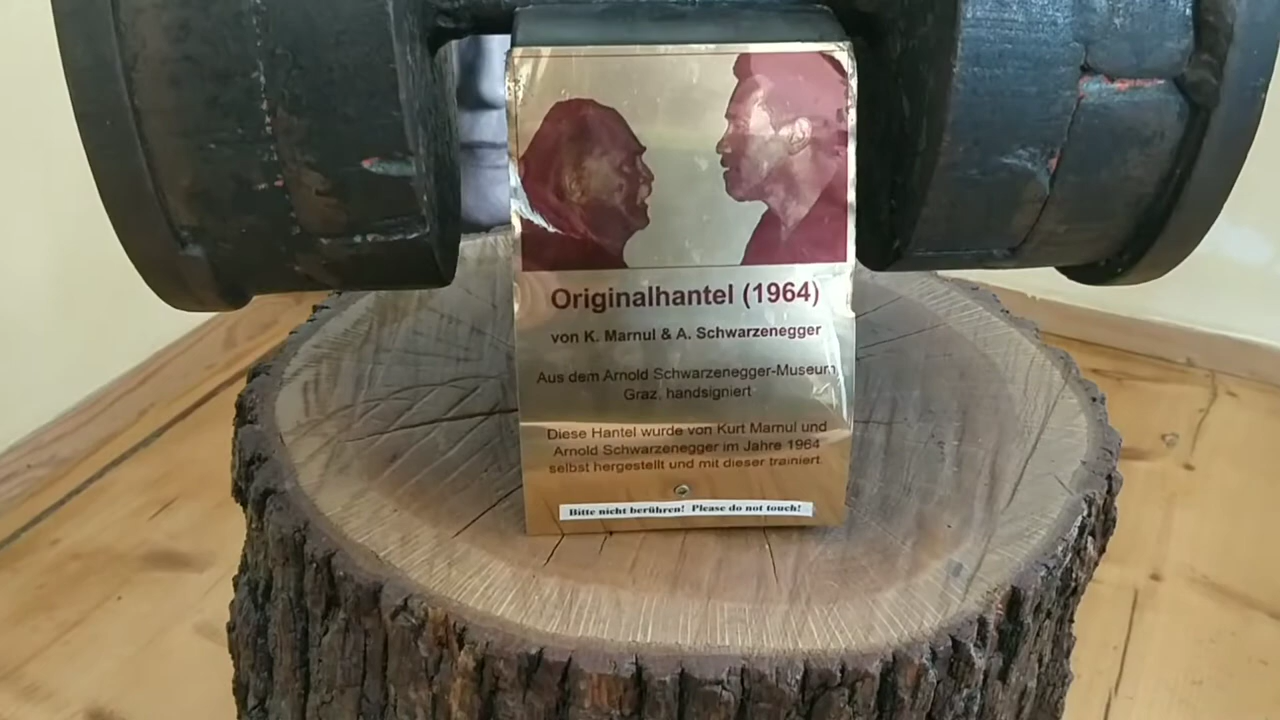 Originalhantel (1964)
von K. Marnul & A. Schwarzenegger
Aus dem Arnold Schwarzenegger-Museum
Graz, handsigniert
Diese Hantel wurde von Kurt Marnul und
Arnold Schwarzenegger im Jahre 1964
selbst hergestellt und mit dieser trainiert.
Bitte nicht berühren! Please do not touch!